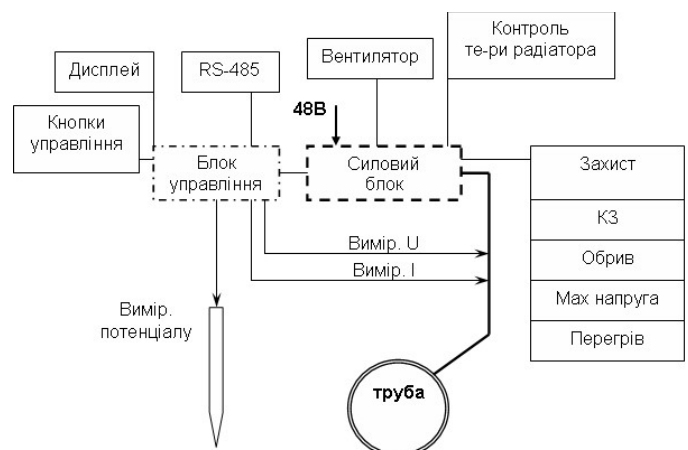 Контроль
те-ри радіатора
Дисплей
RS-485
Вентилятор
48В
Кнопки
управління
Блок
управління
Силовий
блок
Захист
КЗ
Обрив
Мах напруга
Перегрів
Вимір. U
Вимір. I
Вимір.
потенціалу
труба